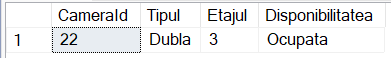 CameraId Tipul Etajul Disponibilitatea
1 22 Dubla 3 Ocupata